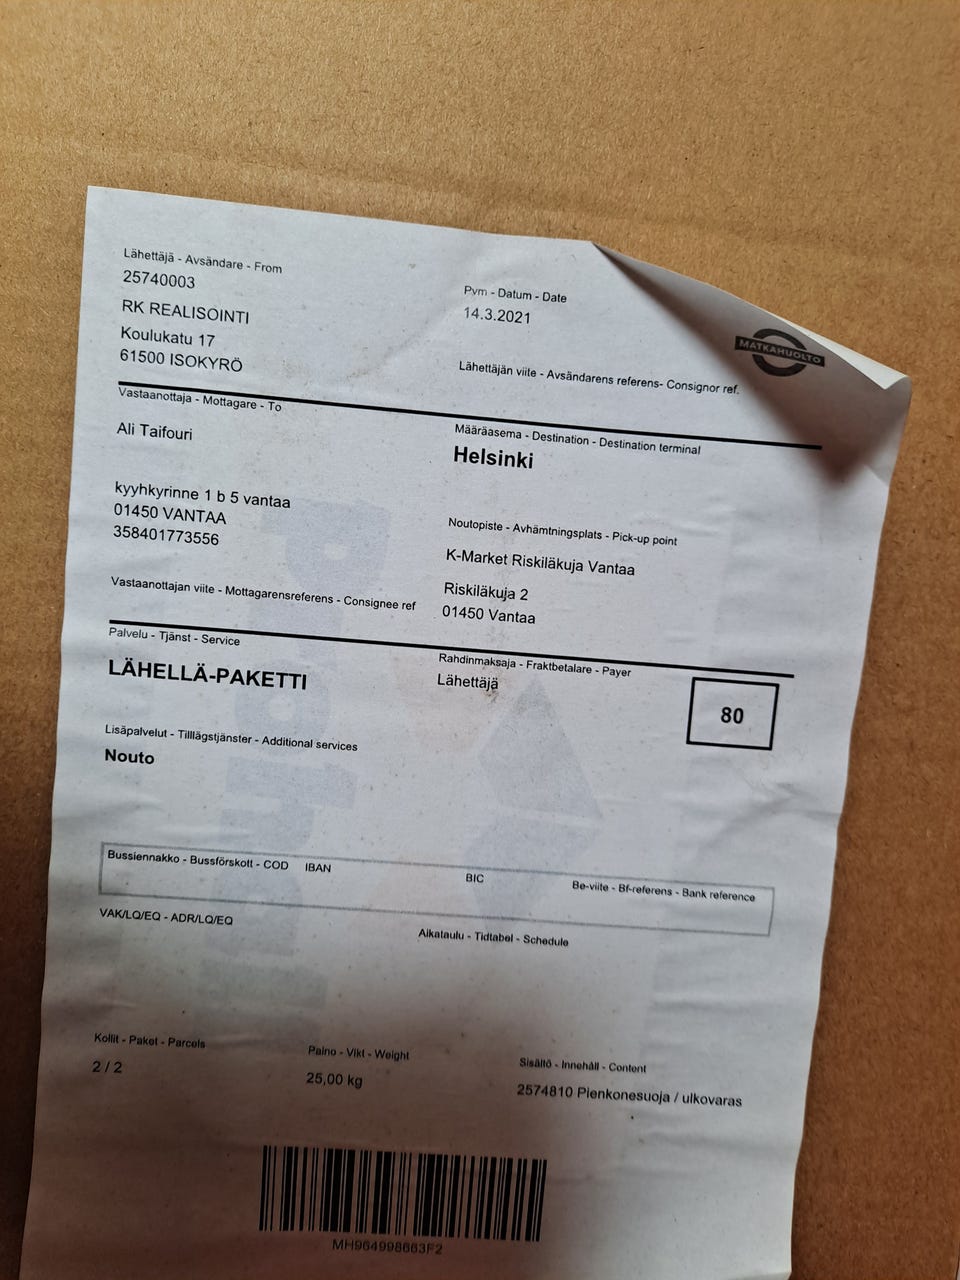 Lähettäjä - Avsändare - From
25740003
RK REALISOINTI
Koulukatu 17
61500 ISOKYRÖ
Pvm - Datum - Date
14.3.2021
MATKAHUOLTO
Lähettäjän viite - Avsändarens referens- Consignor ref.
Vastaanottaja - Mottagare - To
Ali Taifouri
kyyhkyrinne 1 b 5 vantaa
01450 VANTAA
358401773556
Vastaanottajan viite - Mottagarensreferens - Consignee ref
Määräasema - Destination - Destination terminal
Helsinki
Noutopiste - Avhämtningsplats - Pick-up point
K-Market Riskiläkuja Vantaa
Riskiläkuja 2
01450 Vantaa
Palvelu - Tjänst - Service
LÄHELLÄ-PAKETTI
Rahdinmaksaja - Fraktbetalare - Payer
Lähettäjä
80
Lisäpalvelut - Tilllägstjänster - Additional services
Nouto
Bussiennakko - Bussförskott - COD IBAN BIC Be-viite - Bf-referens - Bank reference
VAK/LQ/EQ - ADR/LQ/EQ
Aikataulu - Tidtabel - Schedule
Kollit - Paket - Parcels
2 / 2
Paino - Vikt - Weight
25,00 kg
Sisältö - Innehåll - Content
2574810 Pienkonesuoja / ulkovaras
MH964998663F2